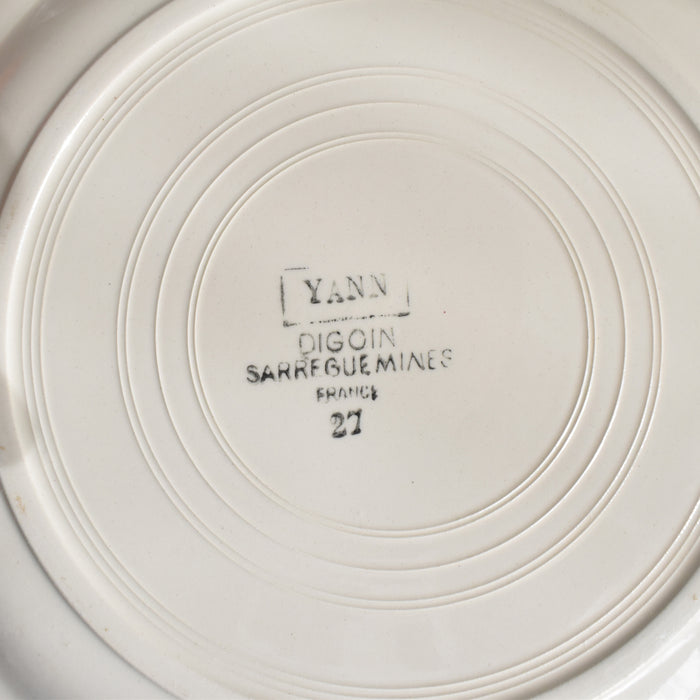 YANN
DIGOIN
SARREGUEMINES
FRANCE
27